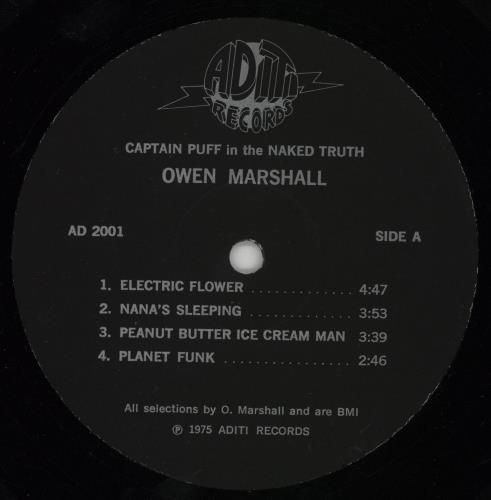 ADITI
RECORDS
CAPTAIN PUFF in the NAKED TRUTH
OWEN MARSHALL
AD 2001
SIDE A
1. ELECTRIC FLOWER ............. 4:47
2. NANA'S SLEEPING ............. 3:53
3. PEANUT BUTTER ICE CREAM MAN 3:39
4. PLANET FUNK ................ 2:46
All selections by O. Marshall and are BMI
℗ 1975 ADITI RECORDS